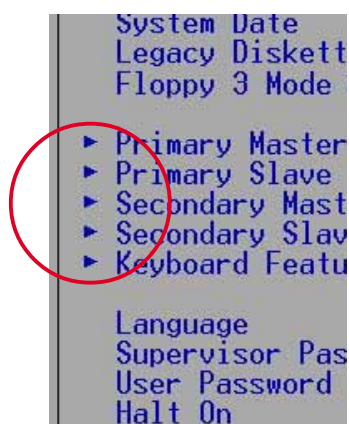 System Date
Legacy Diskett
Floppy 3 Mode
Primary Master
Primary Slave
Secondary Mast
Secondary Slav
Keyboard Featu
Language
Supervisor Pas
User Password
Halt On